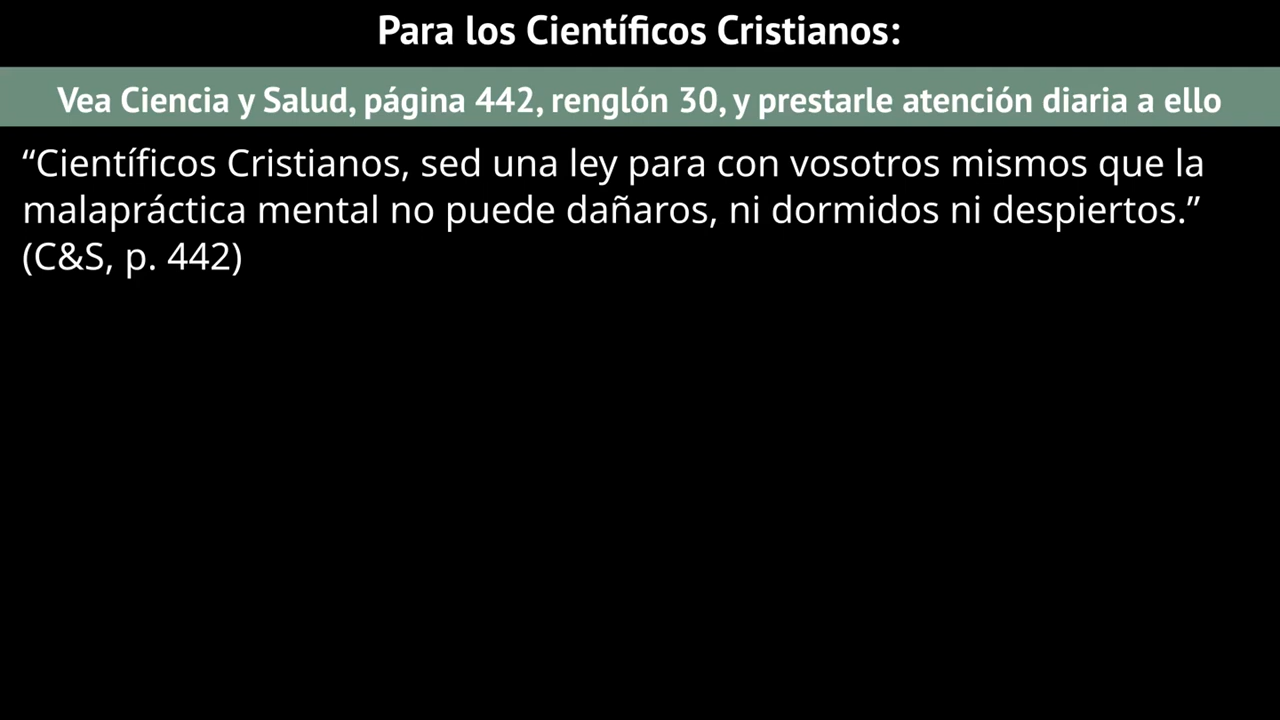 Para los Científicos Cristianos:
Vea Ciencia y Salud, página 442, renglón 30, y prestarle atención diaria a ello
“Científicos Cristianos, sed una ley para con vosotros mismos que la
malapráctica mental no puede dañaros, ni dormidos ni despiertos.”
(C&S, p. 442)